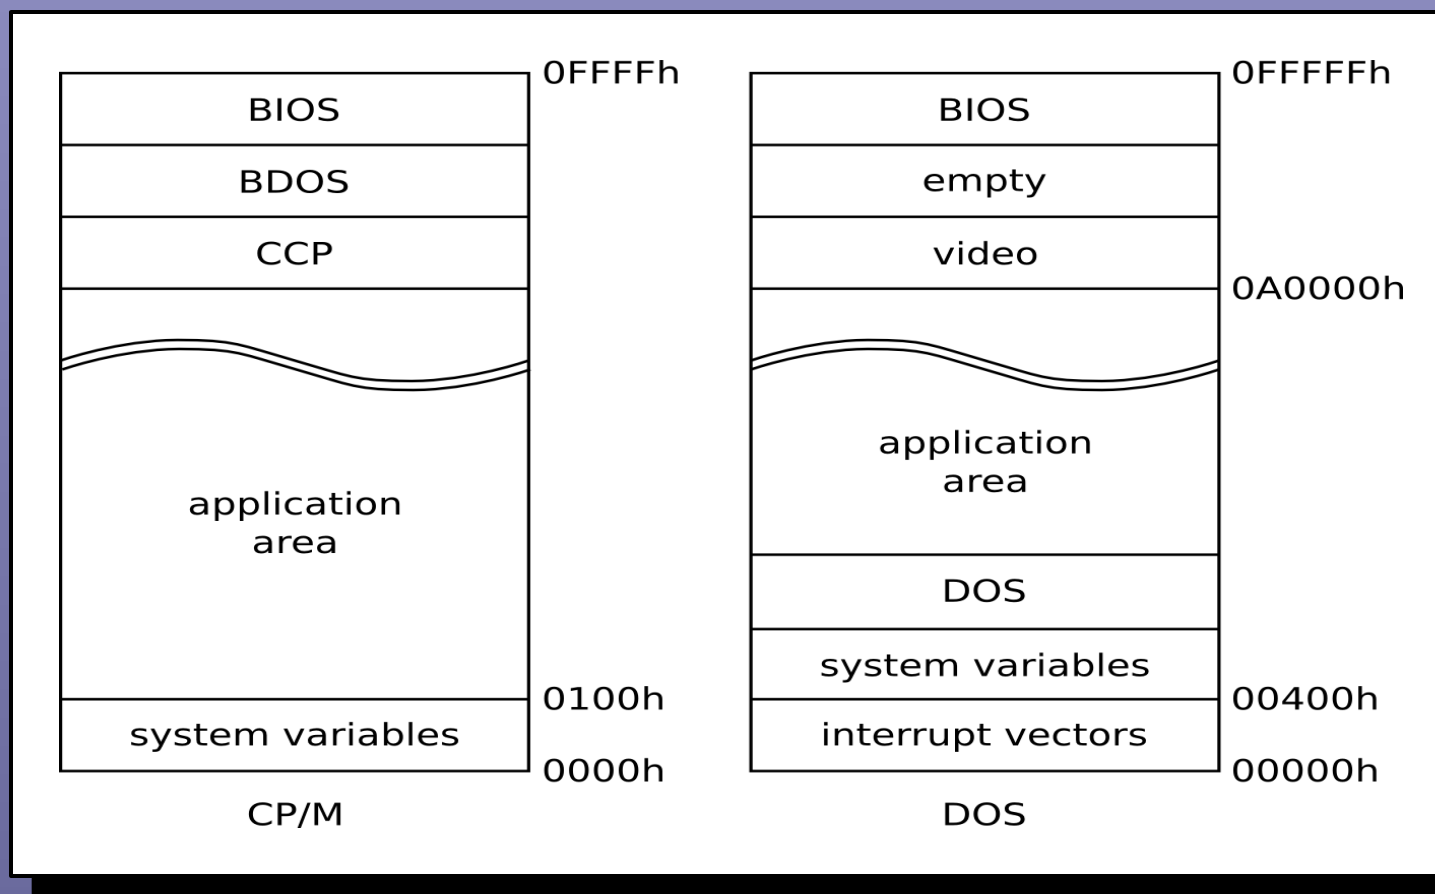 0FFFFh
BIOS
BDOS
CCP
application
area
0100h
system variables
0000h
CP/M
0FFFFFh
BIOS
empty
video
0A0000h
application
area
DOS
system variables
00400h
interrupt vectors
00000h
DOS